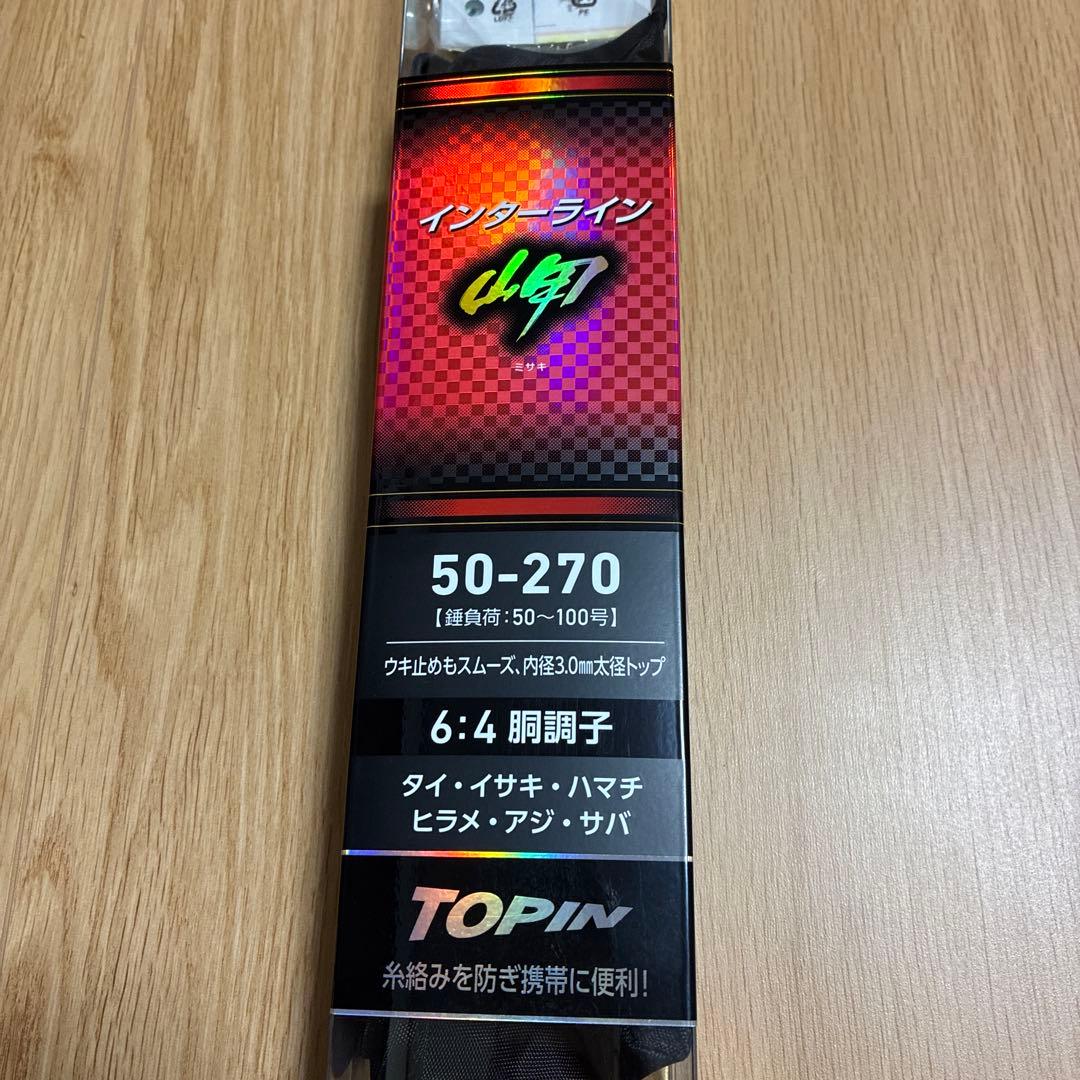 LDPE
PE
インターライン
岬
ミサキ
50-270
【錘負荷：50～100号】
ウキ止めもスムーズ、内径3.0㎜太径トップ
6：4 胴調子
タイ・イサキ・ハマチ
ヒラメ・アジ・サバ
TOPIN
糸絡みを防ぎ携帯に便利！